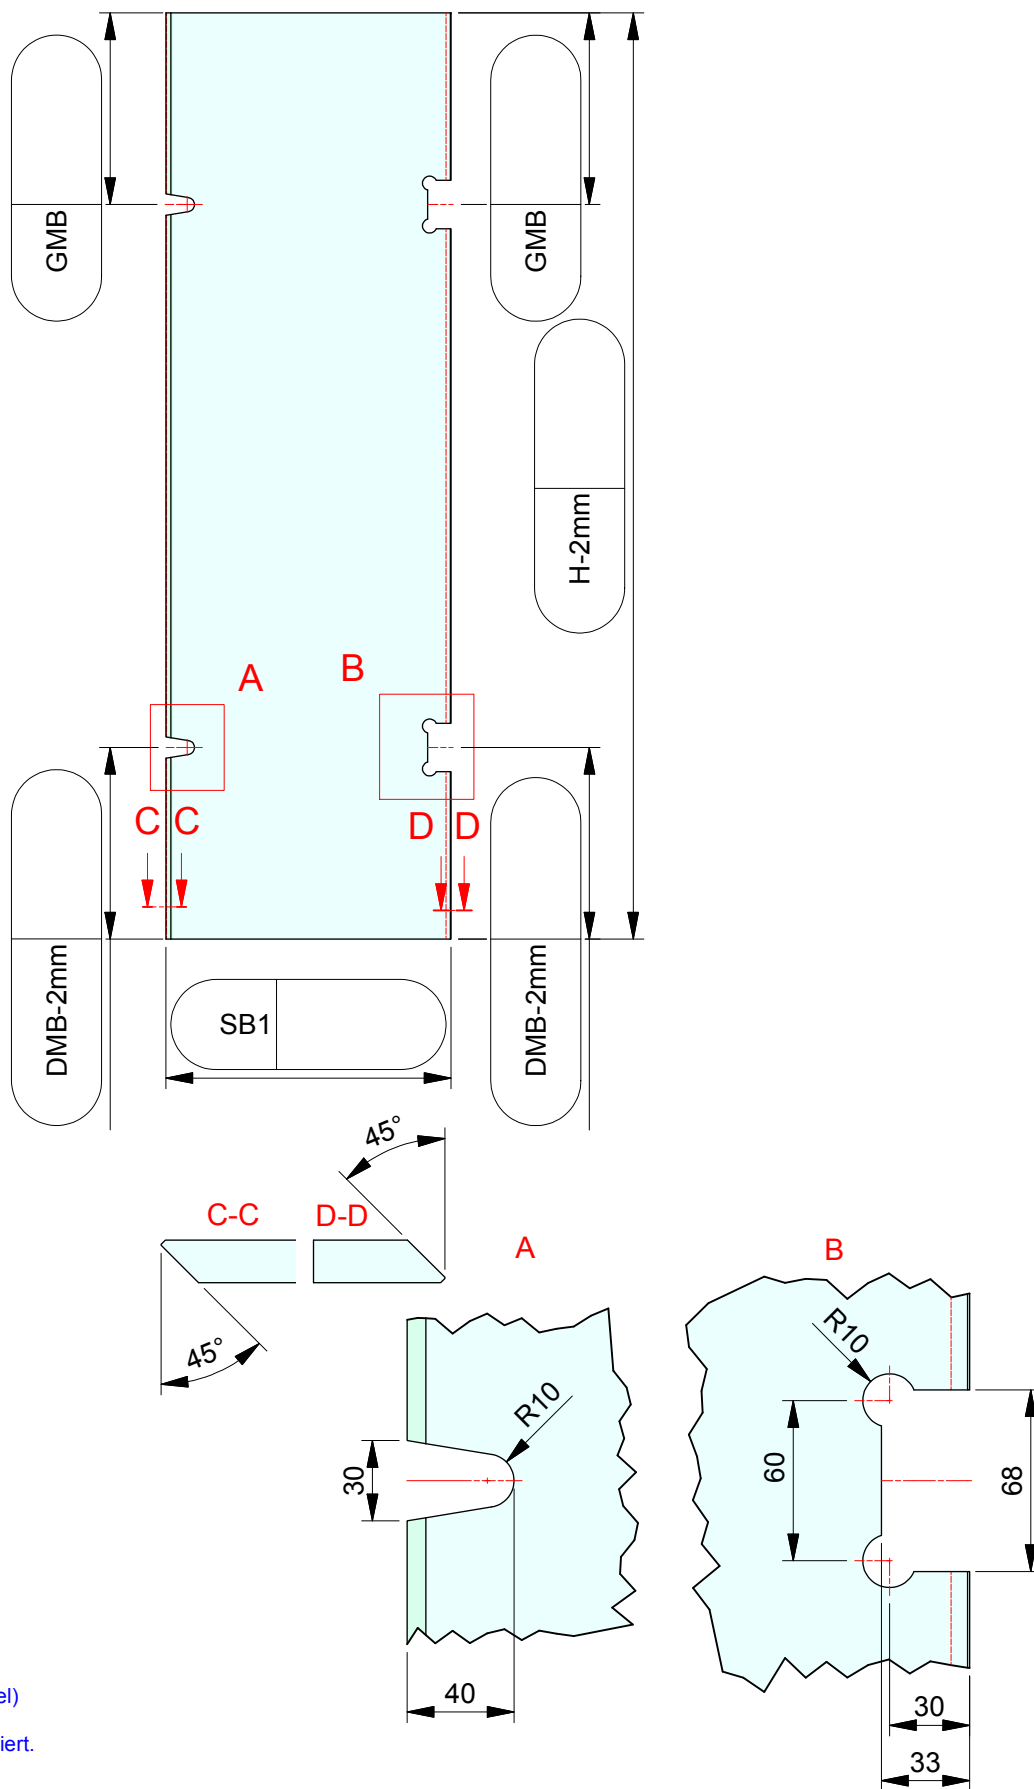 GMB
GMB
H-2mm
A
B
C
C
D
D
DMB-2mm
DMB-2mm
SB1
45°
C-C
D-D
A
B
45°
R10
R10
30
60
68
40
30
33
el)
iert.